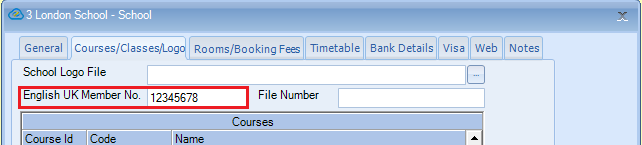 3 London School - School
General Courses/Classes/Logo Rooms/Booking Fees Timetable Bank Details Visa Web Notes
School Logo File ...
English UK Member No. 12345678 File Number
Courses
Course Id Code Name